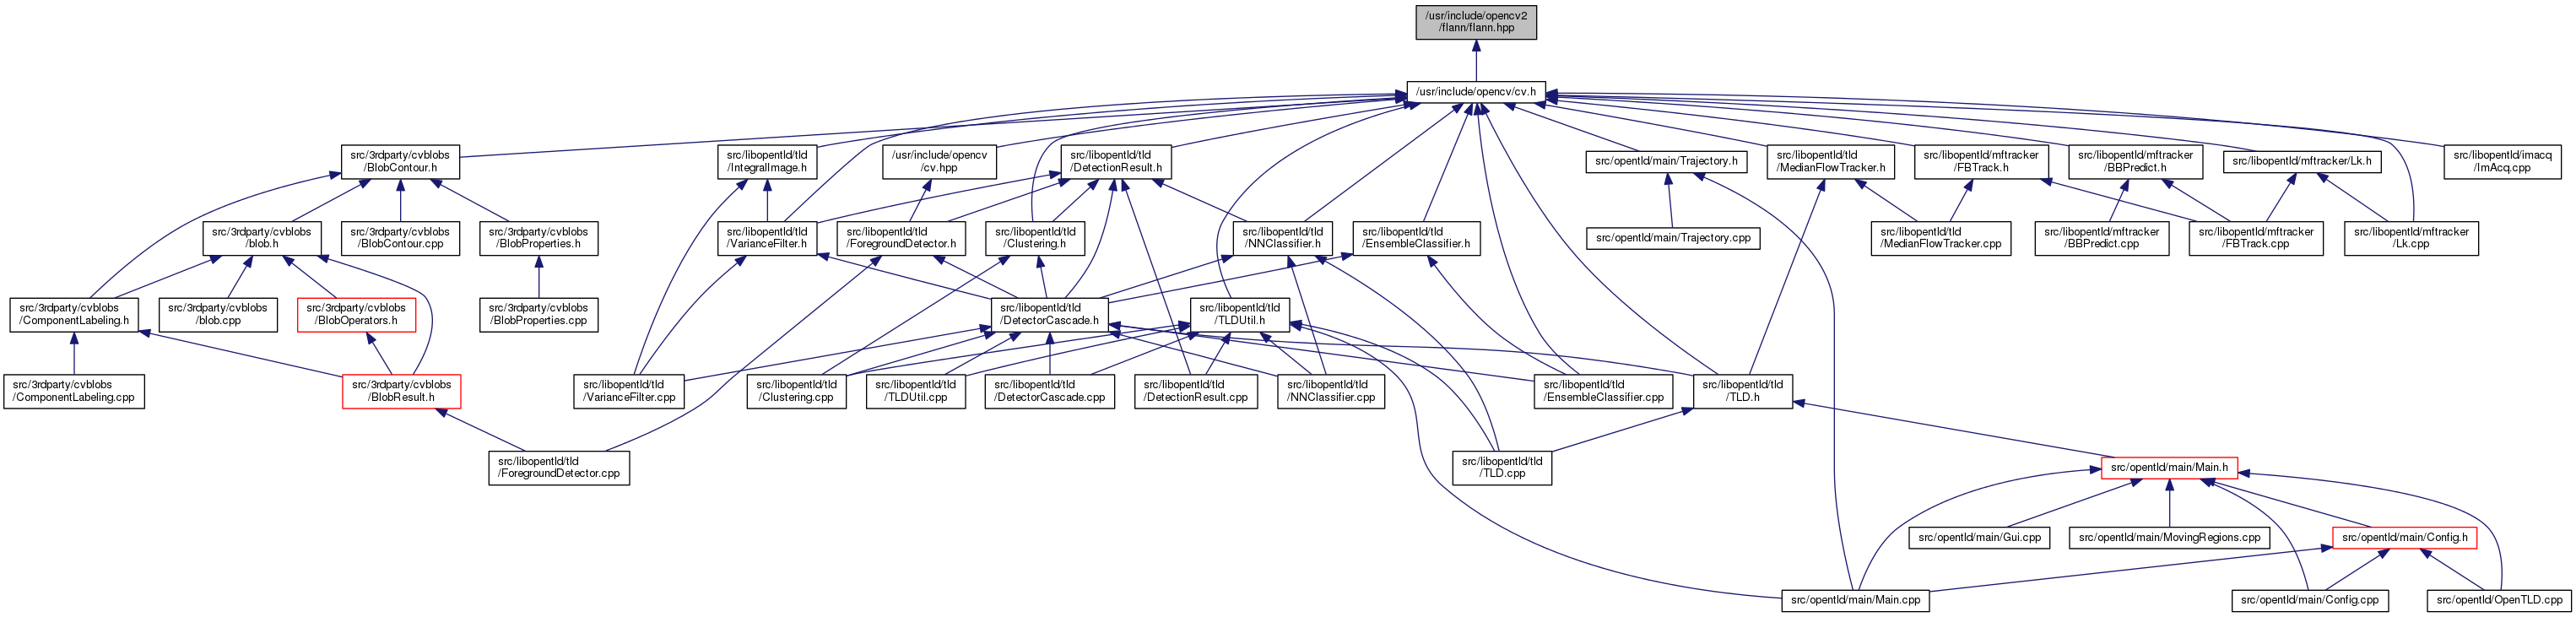 /usr/include/opencv2
/flann/flann.hpp
/usr/include/opencv/cv.h
src/3rdparty/cvblobs
/BlobContour.h
src/libopentld/tld
/IntegralImage.h
/usr/include/opencv
/cv.hpp
src/libopentld/tld
/DetectionResult.h
src/opentld/main/Trajectory.h
src/libopentld/tld
/MedianFlowTracker.h
src/libopentld/mftracker
/FBTrack.h
src/libopentld/mftracker
/BBPredict.h
src/libopentld/mftracker/Lk.h
src/libopentld/imacq
/ImAcq.cpp
src/3rdparty/cvblobs
/blob.h
src/3rdparty/cvblobs
/BlobContour.cpp
src/3rdparty/cvblobs
/BlobProperties.h
src/libopentld/tld
/VarianceFilter.h
src/libopentld/tld
/ForegroundDetector.h
src/libopentld/tld
/Clustering.h
src/libopentld/tld
/NNClassifier.h
src/libopentld/tld
/EnsembleClassifier.h
src/opentld/main/Trajectory.cpp
src/libopentld/tld
/MedianFlowTracker.cpp
src/libopentld/mftracker
/BBPredict.cpp
src/libopentld/mftracker
/FBTrack.cpp
src/libopentld/mftracker
/Lk.cpp
src/3rdparty/cvblobs
/ComponentLabeling.h
src/3rdparty/cvblobs
/blob.cpp
src/3rdparty/cvblobs
/BlobOperators.h
src/3rdparty/cvblobs
/BlobProperties.cpp
src/libopentld/tld
/DetectorCascade.h
src/libopentld/tld
/TLDUtil.h
src/3rdparty/cvblobs
/ComponentLabeling.cpp
src/3rdparty/cvblobs
/BlobResult.h
src/libopentld/tld
/VarianceFilter.cpp
src/libopentld/tld
/Clustering.cpp
src/libopentld/tld
/TLDUtil.cpp
src/libopentld/tld
/DetectorCascade.cpp
src/libopentld/tld
/DetectionResult.cpp
src/libopentld/tld
/NNClassifier.cpp
src/libopentld/tld
/EnsembleClassifier.cpp
src/libopentld/tld
/TLD.h
src/libopentld/tld
/ForegroundDetector.cpp
src/libopentld/tld
/TLD.cpp
src/opentld/main/Main.h
src/opentld/main/Gui.cpp
src/opentld/main/MovingRegions.cpp
src/opentld/main/Config.h
src/opentld/main/Main.cpp
src/opentld/main/Config.cpp
src/opentld/OpenTLD.cpp